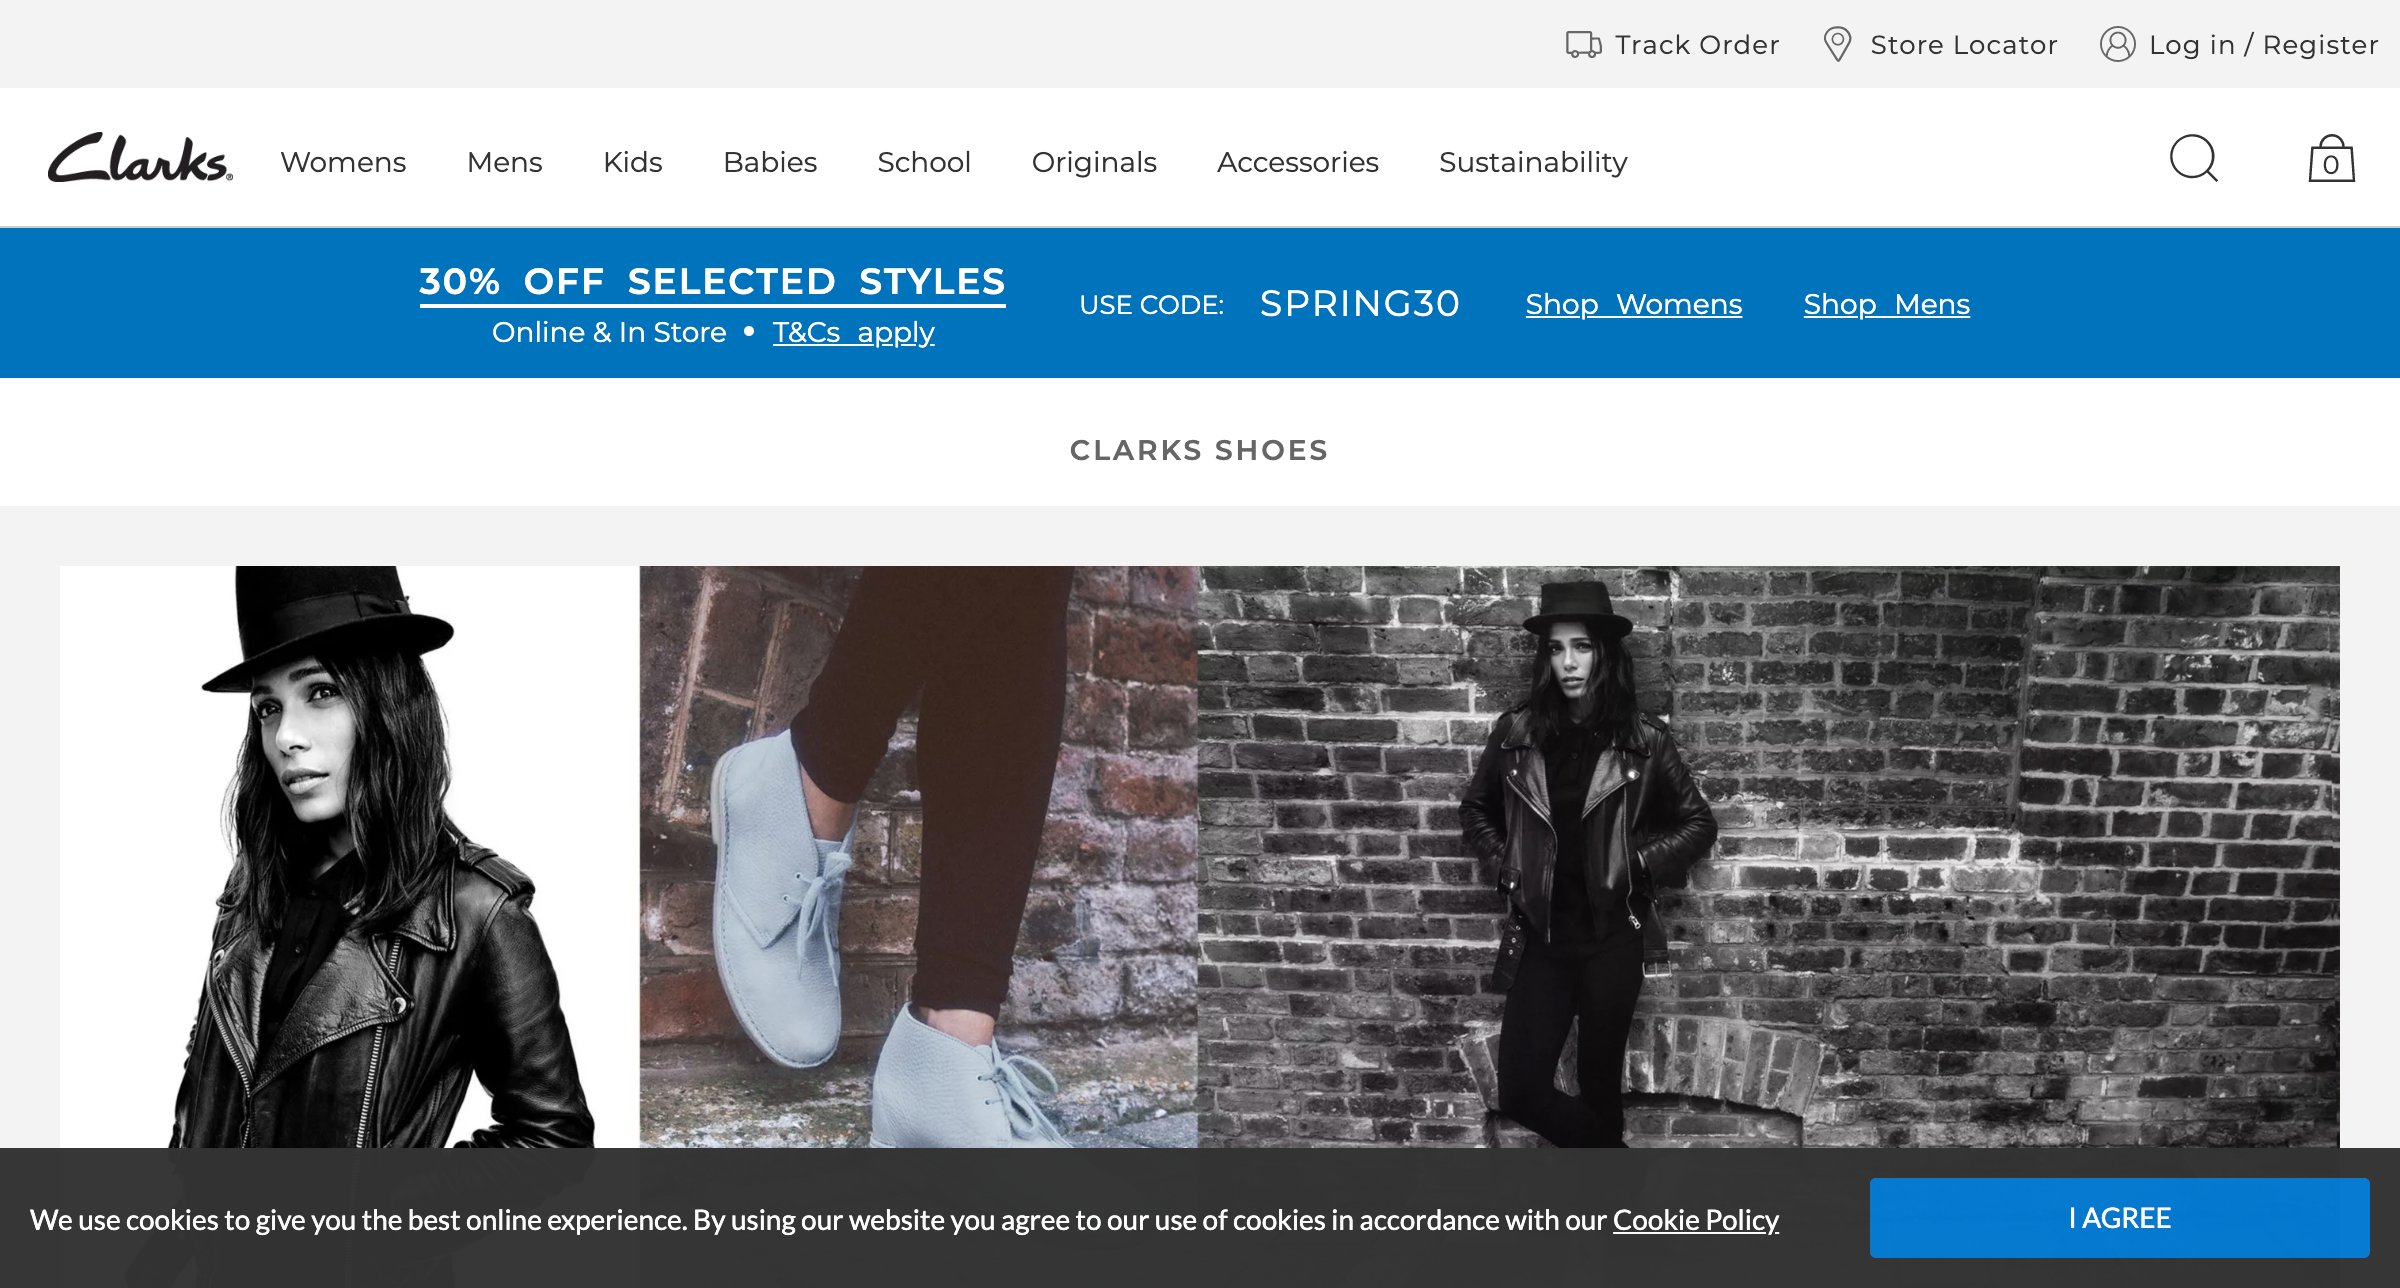 Track Order Store Locator Log in / Register
Clarks® Womens Mens Kids Babies School Originals Accessories Sustainability 0
30% OFF SELECTED STYLES
Online & In Store • T&Cs apply
USE CODE: SPRING30 Shop Womens Shop Mens
CLARKS SHOES
We use cookies to give you the best online experience. By using our website you agree to our use of cookies in accordance with our Cookie Policy
I AGREE